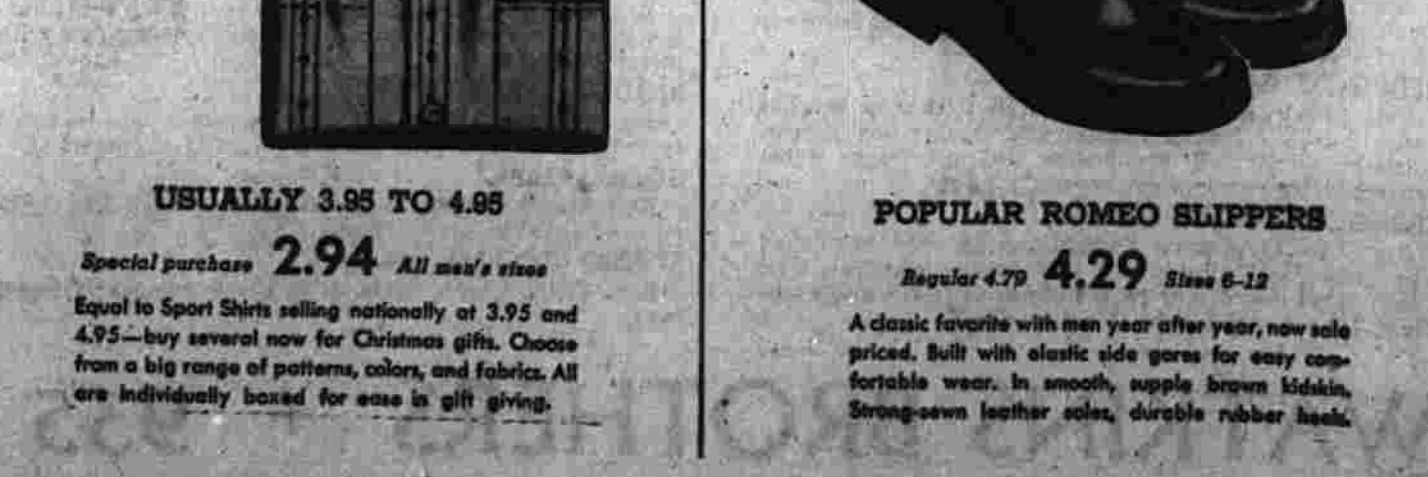 USUALLY 3.95 TO 4.95
Special purchase 2.94 All men's sizes
Equal to Sport Shirts selling nationally at 3.95 and
4.95—buy several now for Christmas gifts. Choose
from a big range of patterns, colors, and fabrics. All
are individually boxed for ease in gift giving.
POPULAR ROMEO SLIPPERS
Regular 4.79 4.29 Sizes 6-12
A classic favorite with men year after year, now sale
priced. Built with elastic side gores for easy com-
fortable wear. In smooth, supple brown kidskin.
Strong-sewn leather soles, durable rubber heels.